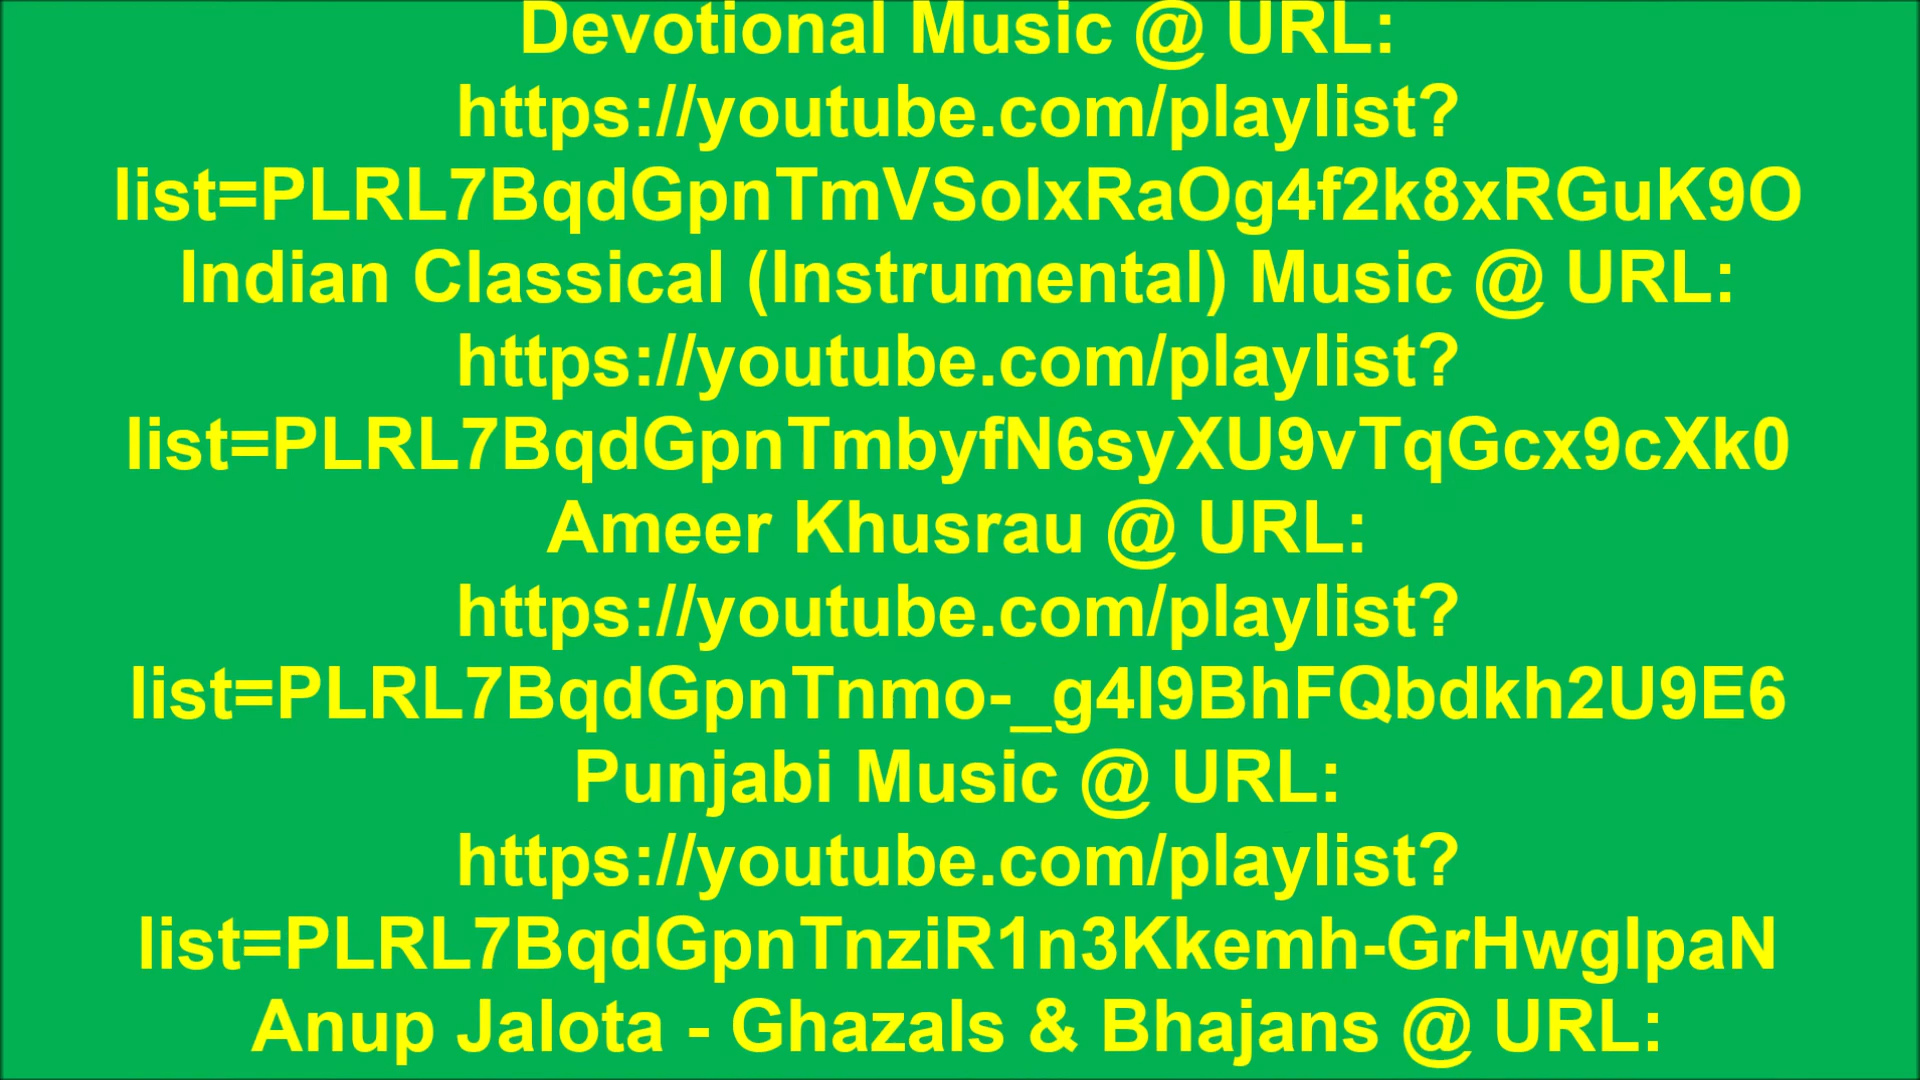 Devotional Music @ URL:
https://youtube.com/playlist?
list=PLRL7BqdGpnTmVSolxRaOg4f2k8xRGuK9O
Indian Classical (Instrumental) Music @ URL:
https://youtube.com/playlist?
list=PLRL7BqdGpnTmbyfN6syXU9vTqGcx9cXk0
Ameer Khusrau @ URL:
https://youtube.com/playlist?
list=PLRL7BqdGpnTnmo-_g4I9BhFQbdkh2U9E6
Punjabi Music @ URL:
https://youtube.com/playlist?
list=PLRL7BqdGpnTnziR1n3Kkemh-GrHwgIpaN
Anup Jalota - Ghazals & Bhajans @ URL: